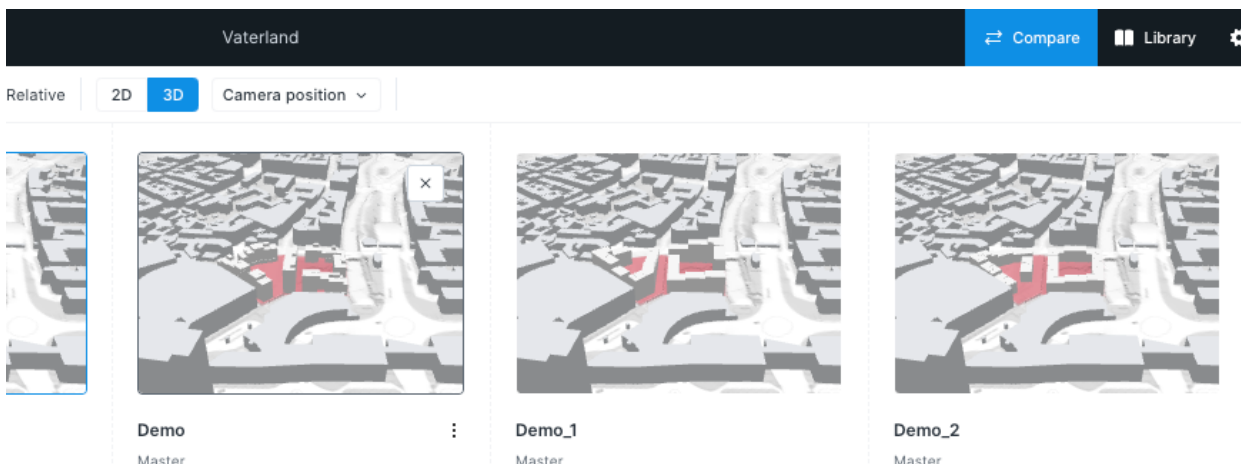 Vaterland
Compare
Library
Relative
2D
3D
Camera position
Demo
Demo_1
Demo_2
Master
Master
Master